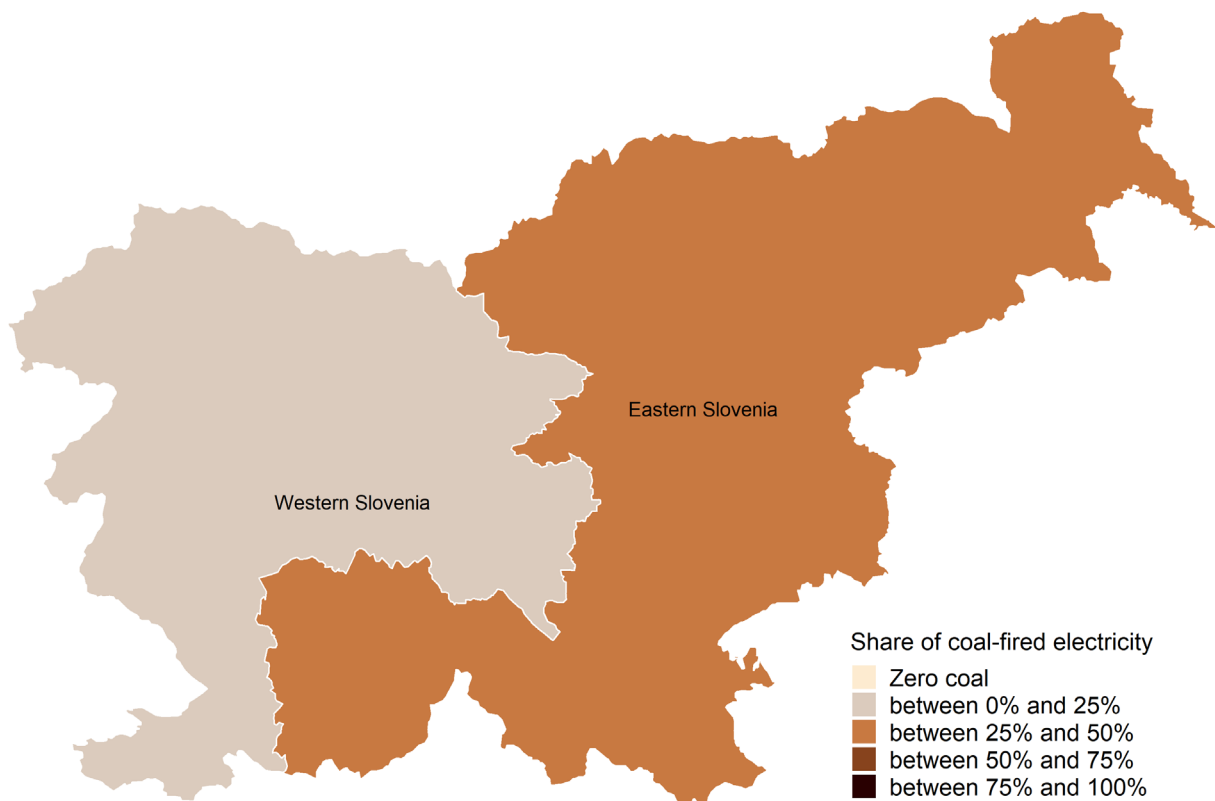 Eastern Slovenia
Western Slovenia
Share of coal-fired electricity
Zero coal
between 0% and 25%
between 25% and 50%
between 50% and 75%
between 75% and 100%